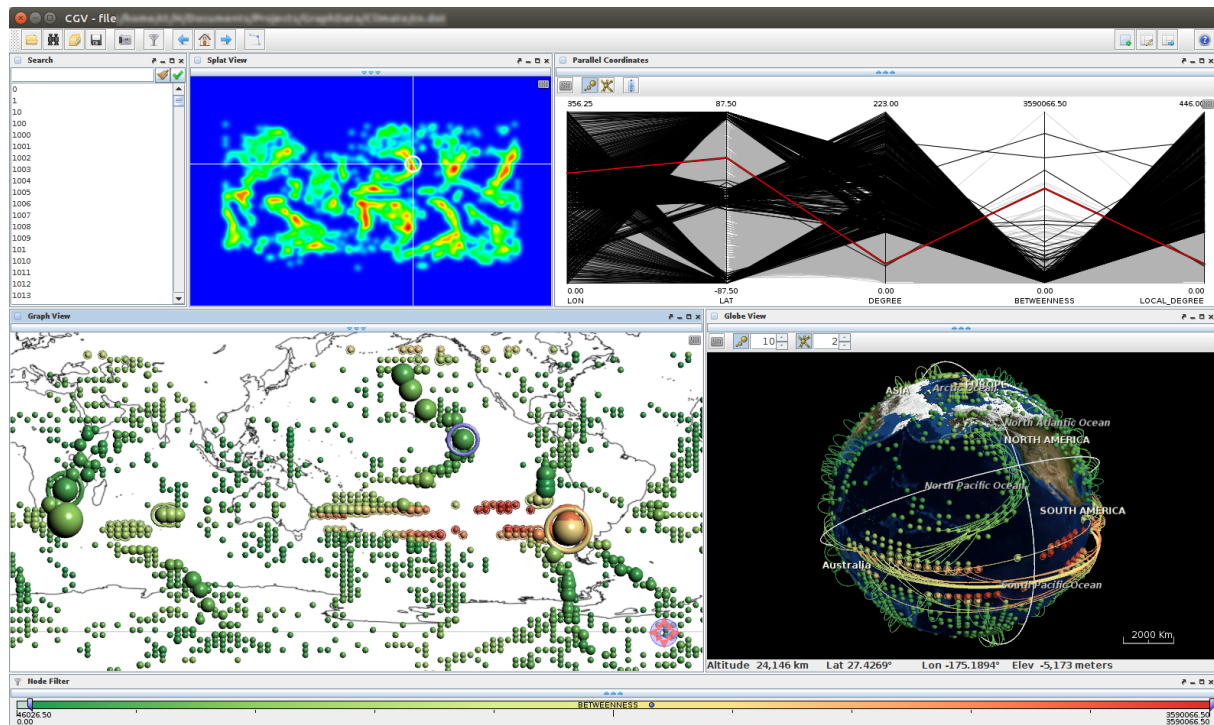 CGV - file
Search
0
1
10
100
1000
1001
1002
1003
1004
1005
1006
1007
1008
1009
101
1010
1011
1012
1013
Splat View
Parallel Coordinates
356.25 87.50 223.00 3590066.50
0.00 -87.50 0.00 0.00 0.00
LON LAT DEGREE BETWEENNESS LOCAL_DEGREE
Graph View
Globe View
10 2
ASIA
EUROPE
Arctic Ocean
North Atlantic Ocean
NORTH AMERICA
North Pacific Ocean
SOUTH AMERICA
Australia
South Pacific Ocean
2000 Km
Altitude 24,146 km Lat 27.4269° Lon -175.1894° Elev -5,173 meters
Node Filter
BETWEENNESS
46026.50 3590066.50
0.00 3590066.50